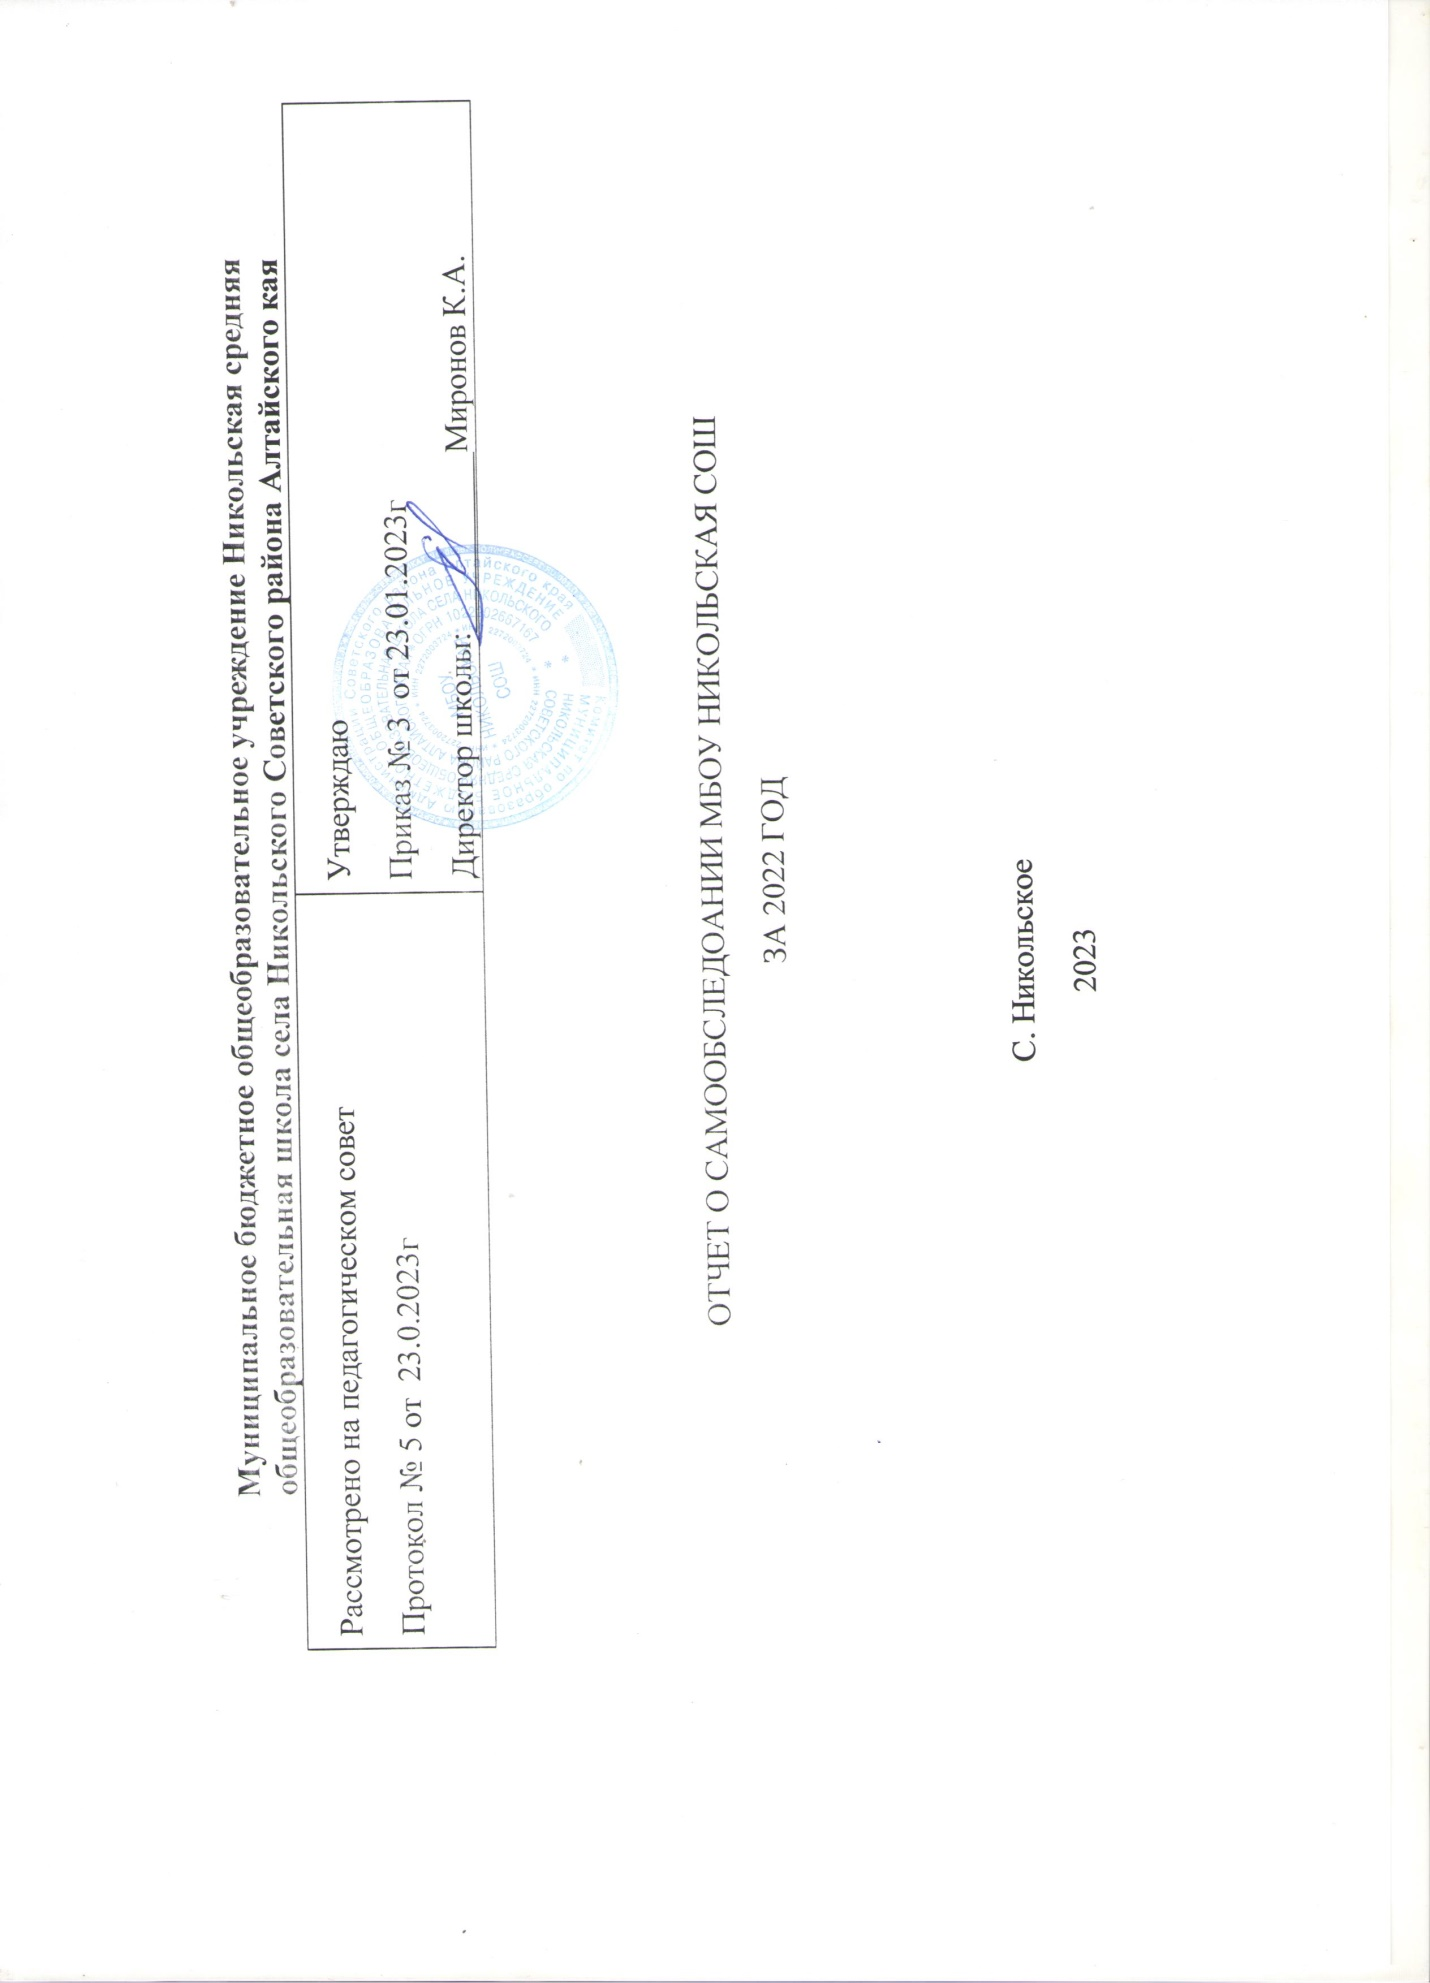 Муниципальное бюджетное общеобразовательное учреждение Никольская средняя
общеобразовательная школа села Никольского Советского района Алтайского кая
Рассмотрено на педагогическом совет
Протокол № 5 от 23.0.2023г
Утверждаю
Приказ № 3 от 23.01.2023г
Директор школы: Миронов К.А.
МБОУ
СОШ
ОТЧЕТ О САМООБСЛЕДОАНИИ МБОУ НИКОЛЬСКАЯ СОШ
ЗА 2022 ГОД
С. Никольское
2023